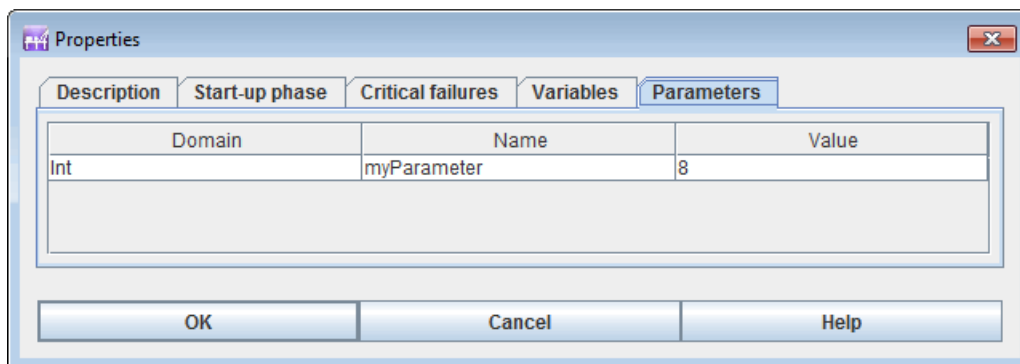 Properties
Description Start-up phase Critical failures Variables Parameters
Domain Name Value
Int myParameter 8
OK Cancel Help